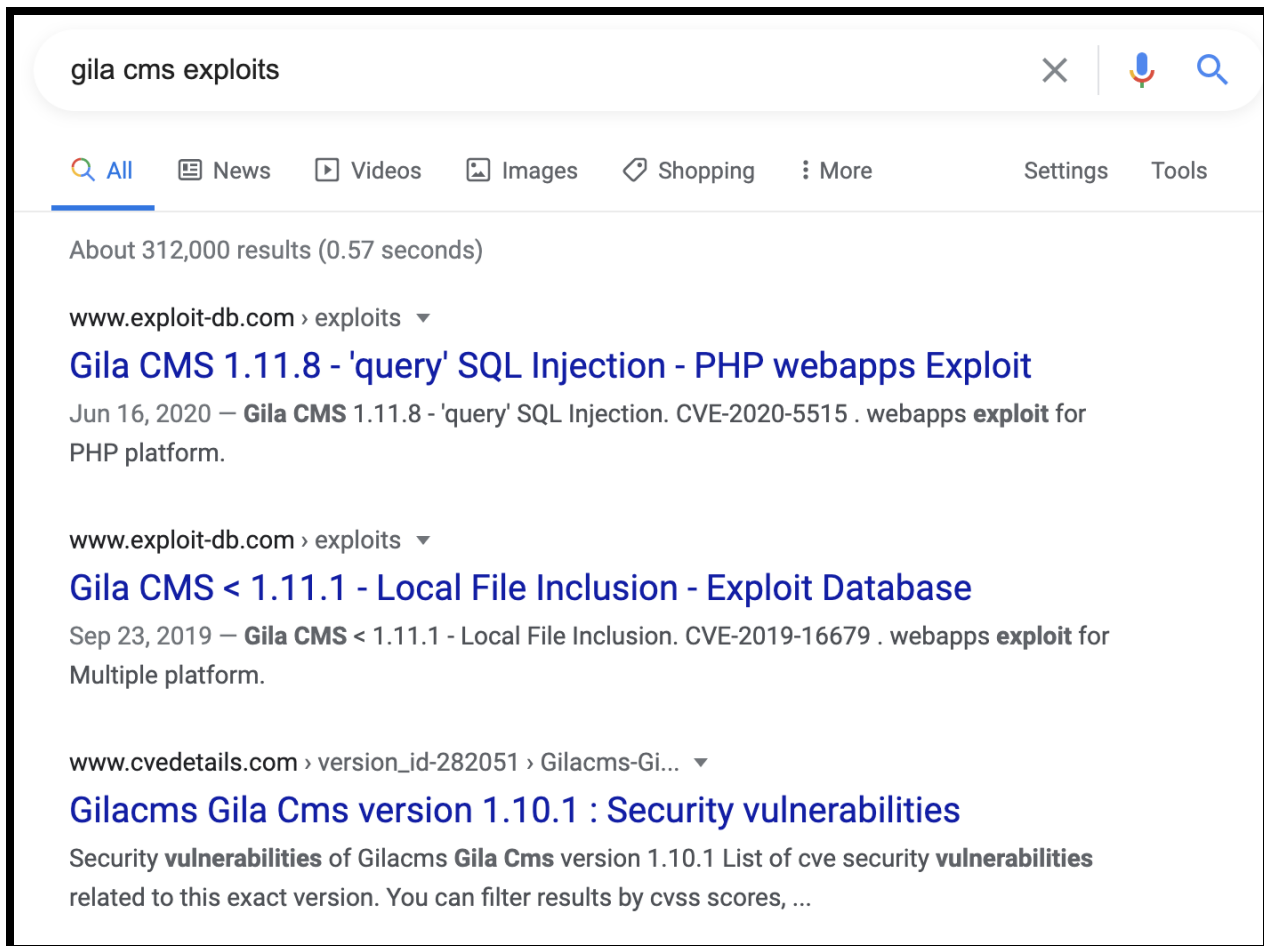 gila cms exploits
All News Videos Images Shopping More Settings Tools
About 312,000 results (0.57 seconds)
www.exploit-db.com › exploits
Gila CMS 1.11.8 - 'query' SQL Injection - PHP webapps Exploit
Jun 16, 2020 — Gila CMS 1.11.8 - 'query' SQL Injection. CVE-2020-5515 . webapps exploit for
PHP platform.
www.exploit-db.com › exploits
Gila CMS < 1.11.1 - Local File Inclusion - Exploit Database
Sep 23, 2019 — Gila CMS < 1.11.1 - Local File Inclusion. CVE-2019-16679 . webapps exploit for
Multiple platform.
www.cvedetails.com › version_id-282051 › Gilacms-Gi...
Gilacms Gila Cms version 1.10.1 : Security vulnerabilities
Security vulnerabilities of Gilacms Gila Cms version 1.10.1 List of cve security vulnerabilities
related to this exact version. You can filter results by cvss scores, ...